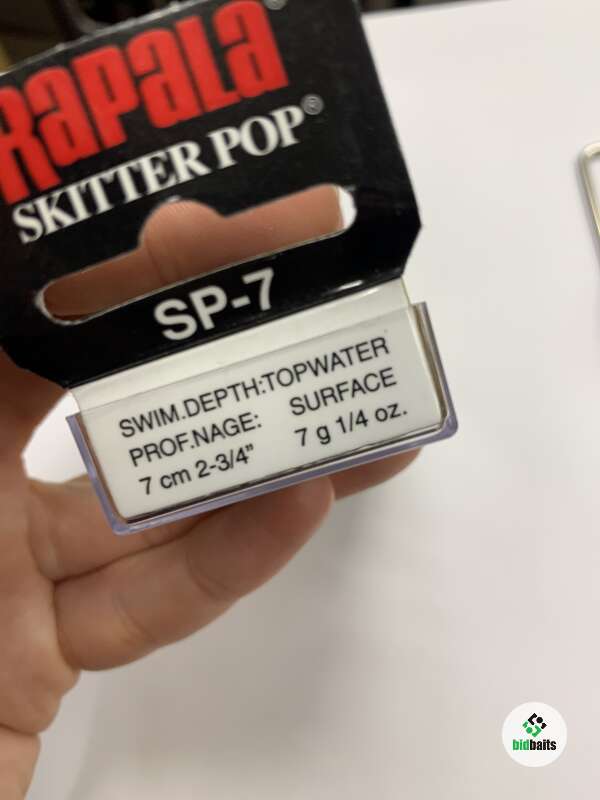 Rapala
SKITTER POP®
SP-7
SWIM.DEPTH:TOPWATER
PROF.NAGE: SURFACE
7 cm 2-3/4" 7 g 1/4 oz.
bidbaits